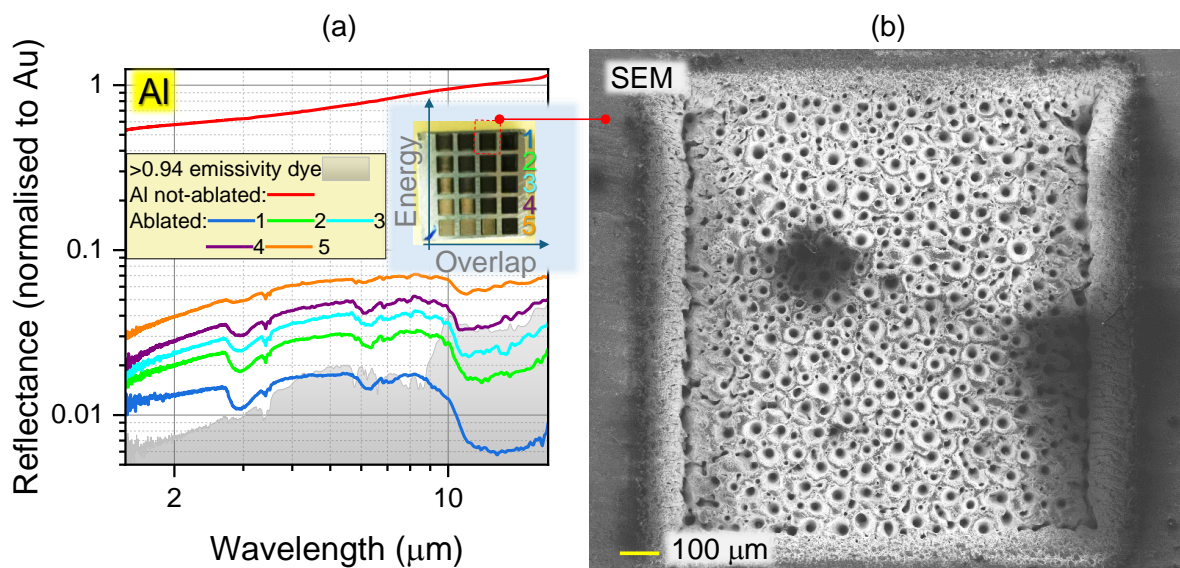 (a)
(b)
Reflectance (normalised to Au)
1
0.1
0.01
Al
>0.94 emissivity dye
Al not-ablated:
Ablated: 1 2 3
4 5
Energy
1
2
3
4
5
Overlap
2
10
Wavelength (μm)
SEM
100 μm